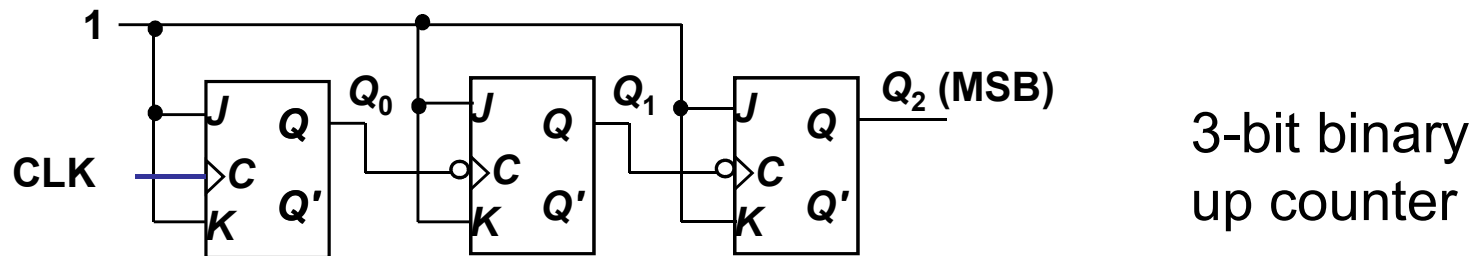 1
J Q Q₀ J Q Q₁ J Q Q₂ (MSB)
CLK C C C
K Q' K Q' K Q'
3-bit binary
up counter